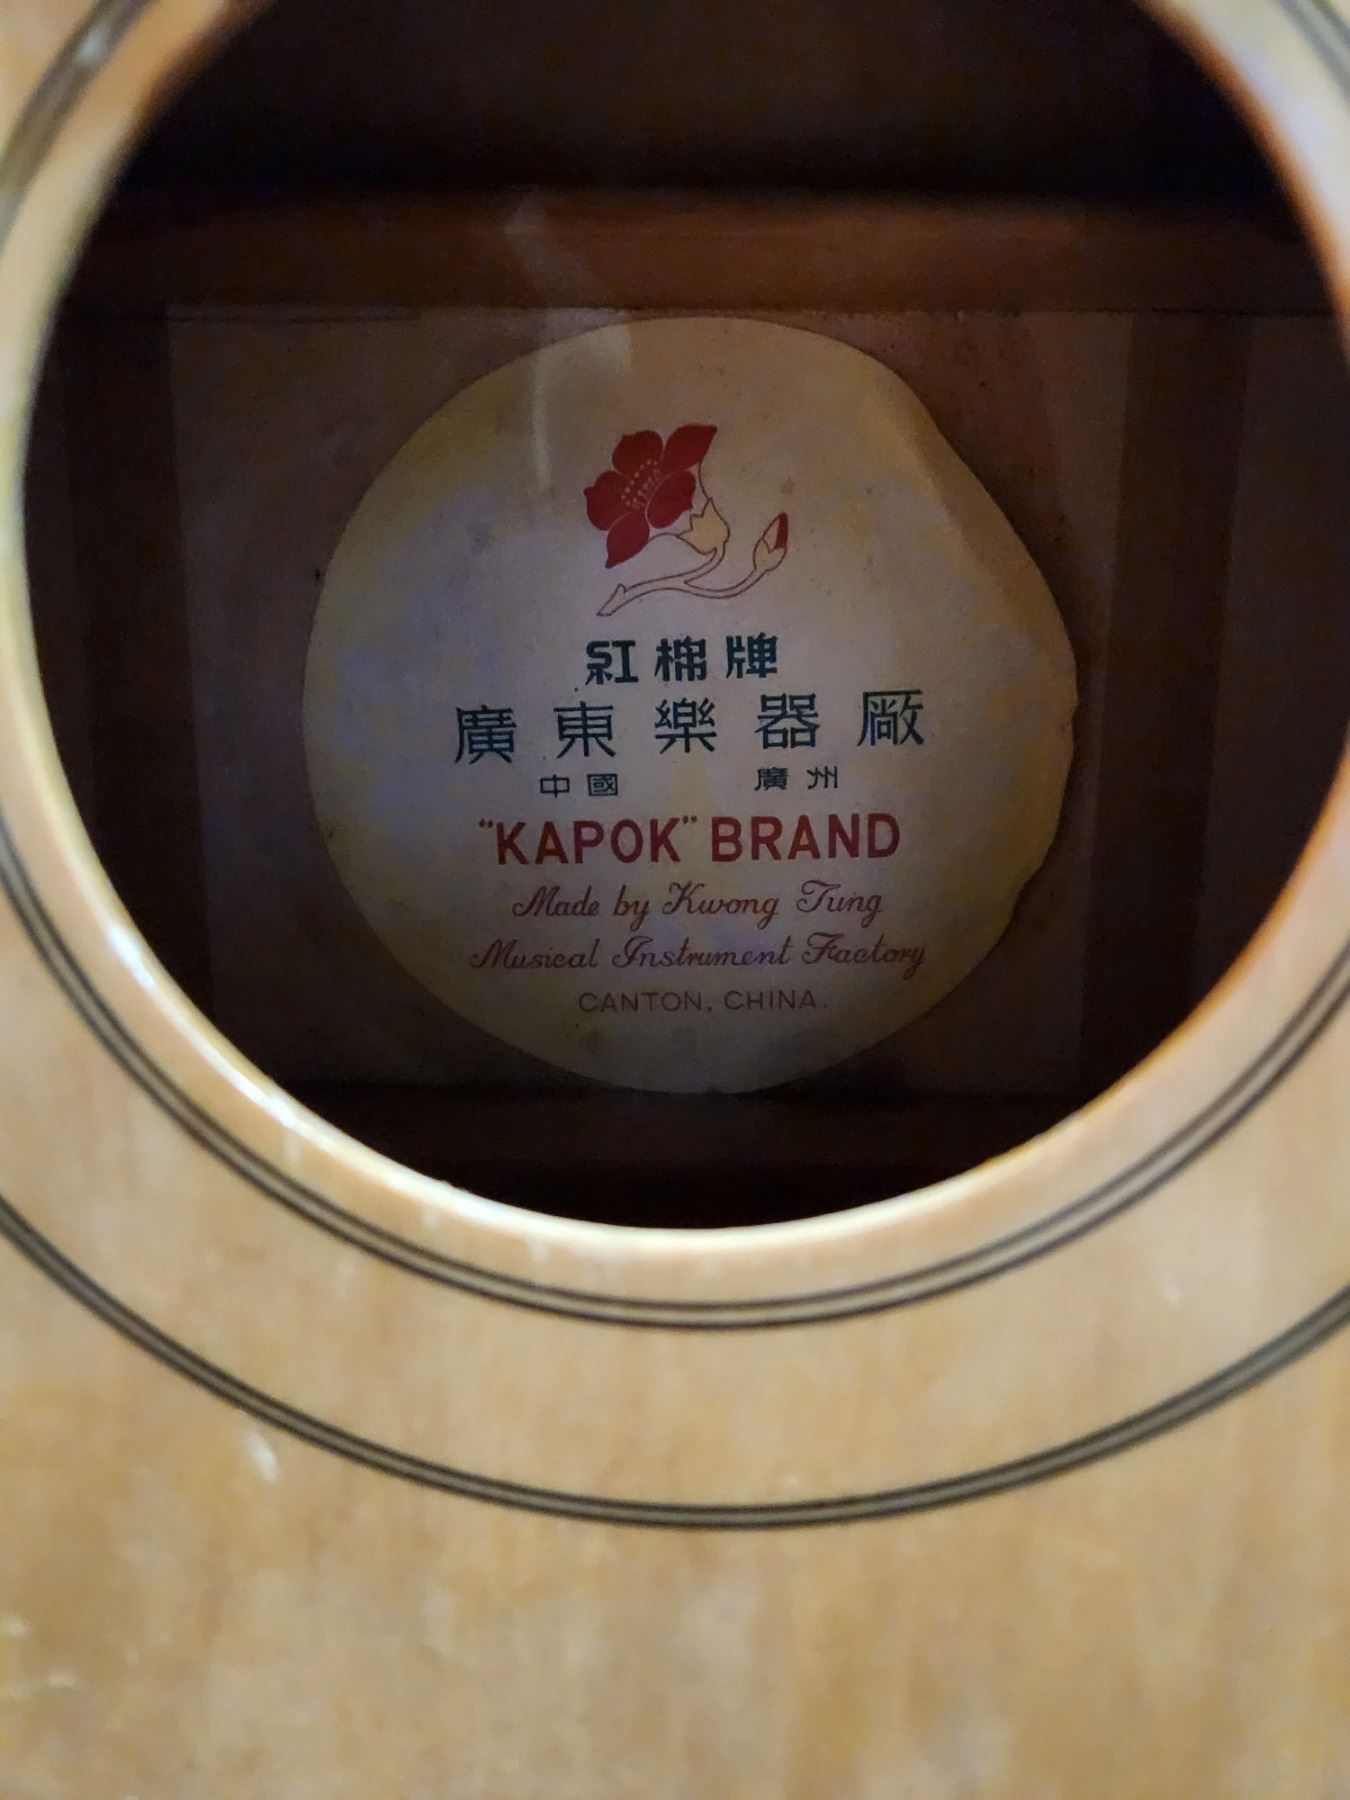 紅棉牌
廣東樂器廠
中國 廣州
"KAPOK" BRAND
Made by Kwong Tung
Musical Instrument Factory
CANTON, CHINA.